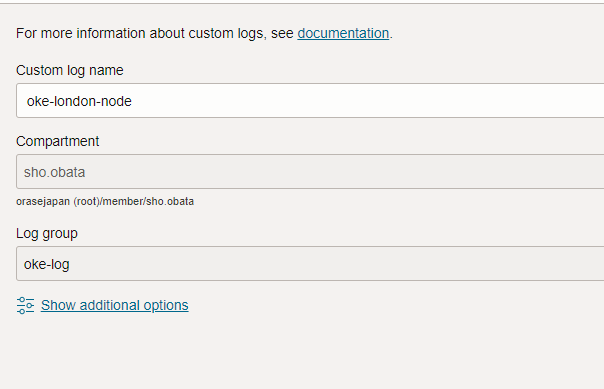 For more information about custom logs, see documentation.
Custom log name
oke-london-node
Compartment
sho.obata
orasejapan (root)/member/sho.obata
Log group
oke-log
Show additional options